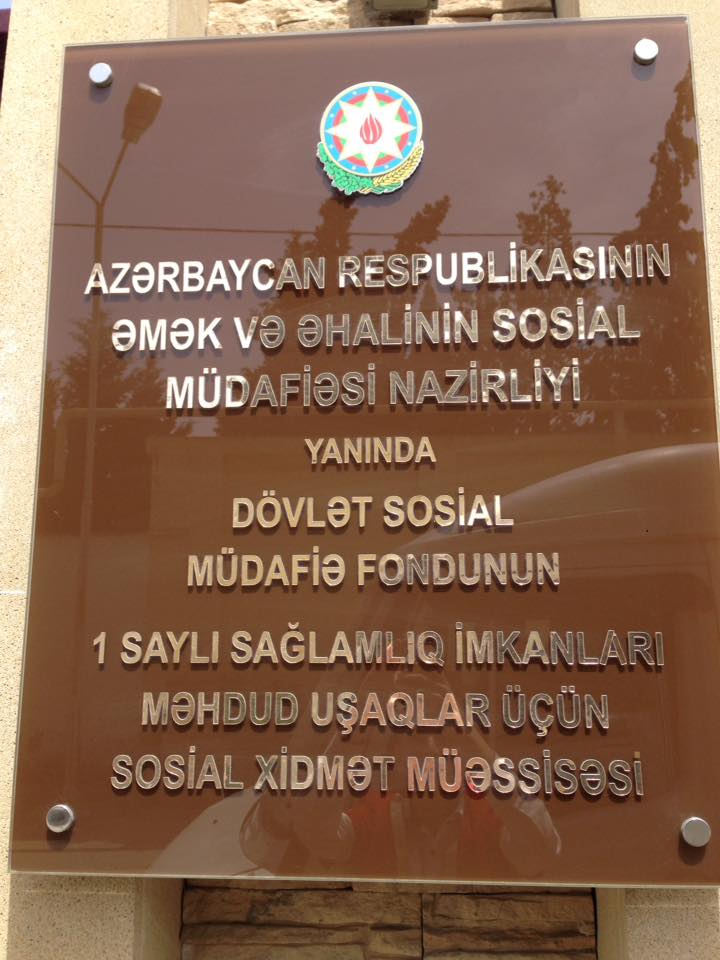 AZƏRBAYCAN RESPUBLİKASININ
ƏMƏK VƏ ƏHALİNİN SOSİAL
MÜDAFİƏSİ NAZİRLİYİ
YANINDA
DÖVLƏT SOSİAL
MÜDAFİƏ FONDUNUN
1 SAYLI SAĞLAMLIQ İMKANLARI
MƏHDUD UŞAQLAR ÜÇÜN
SOSİAL XİDMƏT MÜƏSSİSƏSİ